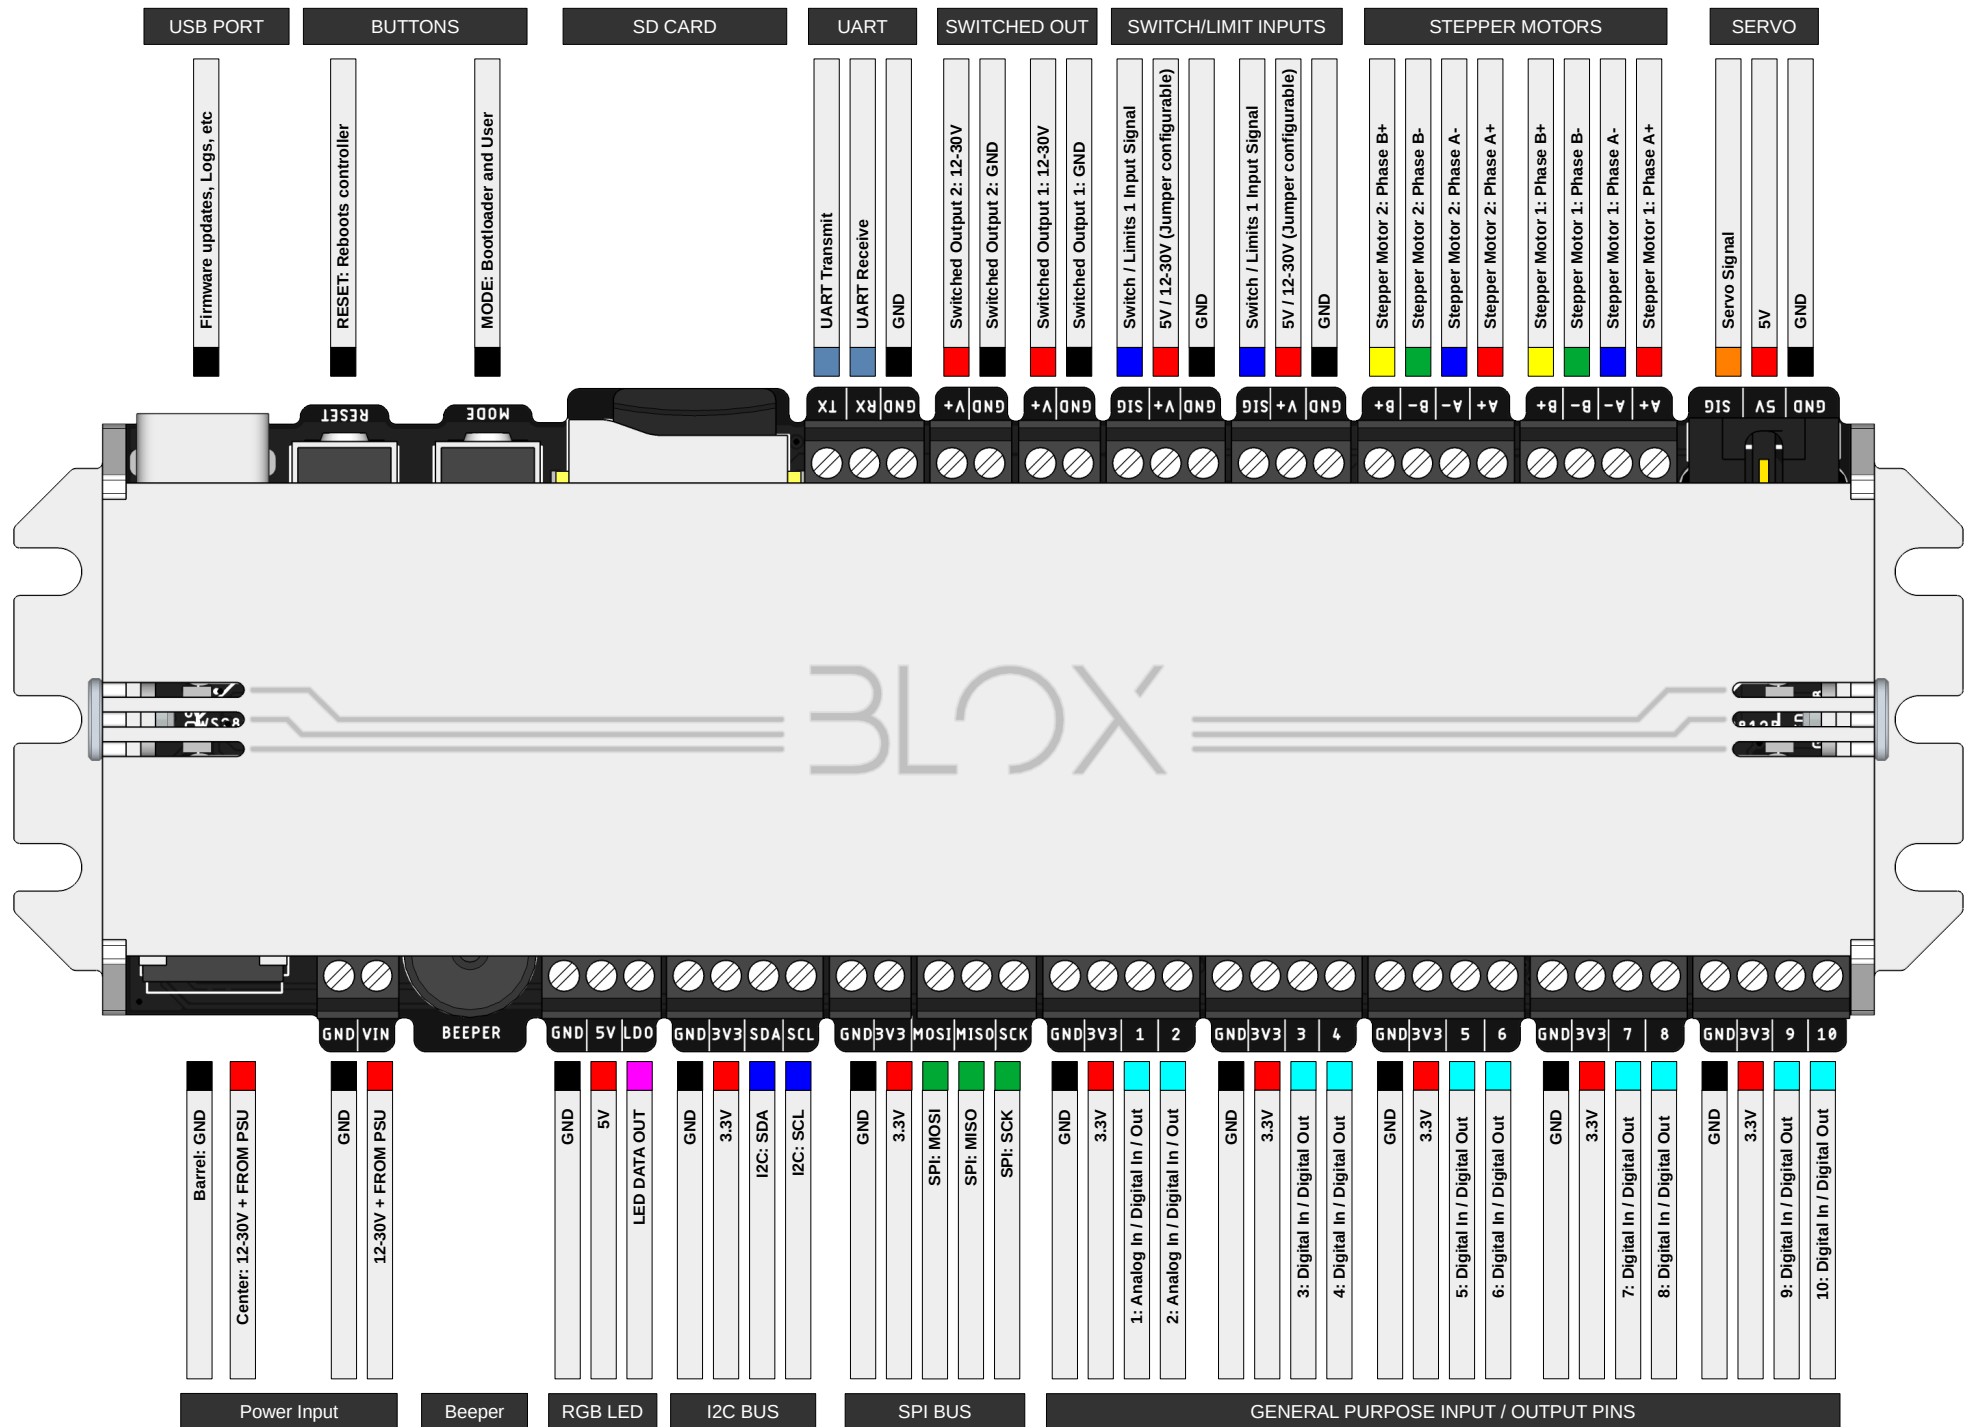 USB PORT
BUTTONS
SD CARD
UART
SWITCHED OUT
SWITCH/LIMIT INPUTS
STEPPER MOTORS
SERVO
Firmware updates, Logs, etc
RESET: Reboots controller
MODE: Bootloader and User
UART Transmit
UART Receive
GND
Switched Output 2: 12-30V
Switched Output 2: GND
Switched Output 1: 12-30V
Switched Output 1: GND
Switch / Limits 1 Input Signal
5V / 12-30V (Jumper configurable)
GND
Switch / Limits 1 Input Signal
5V / 12-30V (Jumper configurable)
GND
Stepper Motor 2: Phase B+
Stepper Motor 2: Phase B-
Stepper Motor 2: Phase A-
Stepper Motor 2: Phase A+
Stepper Motor 1: Phase B+
Stepper Motor 1: Phase B-
Stepper Motor 1: Phase A-
Stepper Motor 1: Phase A+
Servo Signal
5V
GND
RESET
MODE
TX RX GND
V+ GND
V+ GND
SIG V+ GND
SIG V+ GND
B+ B- A- A+
B+ B- A- A+
SIG 5V GND
BLOX
GND VIN
BEEPER
GND 5V LDO
GND 3V3 SDA SCL
GND 3V3 MOSI MISO SCK
GND 3V3 1 2
GND 3V3 3 4
GND 3V3 5 6
GND 3V3 7 8
GND 3V3 9 10
Barrel: GND
Center: 12-30V + FROM PSU
GND
12-30V + FROM PSU
GND
5V
LED DATA OUT
GND
3.3V
I2C: SDA
I2C: SCL
GND
3.3V
SPI: MOSI
SPI: MISO
SPI: SCK
GND
3.3V
1: Analog In / Digital In / Out
2: Analog In / Digital In / Out
GND
3.3V
3: Digital In / Digital Out
4: Digital In / Digital Out
GND
3.3V
5: Digital In / Digital Out
6: Digital In / Digital Out
GND
3.3V
7: Digital In / Digital Out
8: Digital In / Digital Out
GND
3.3V
9: Digital In / Digital Out
10: Digital In / Digital Out
Power Input
Beeper
RGB LED
I2C BUS
SPI BUS
GENERAL PURPOSE INPUT / OUTPUT PINS